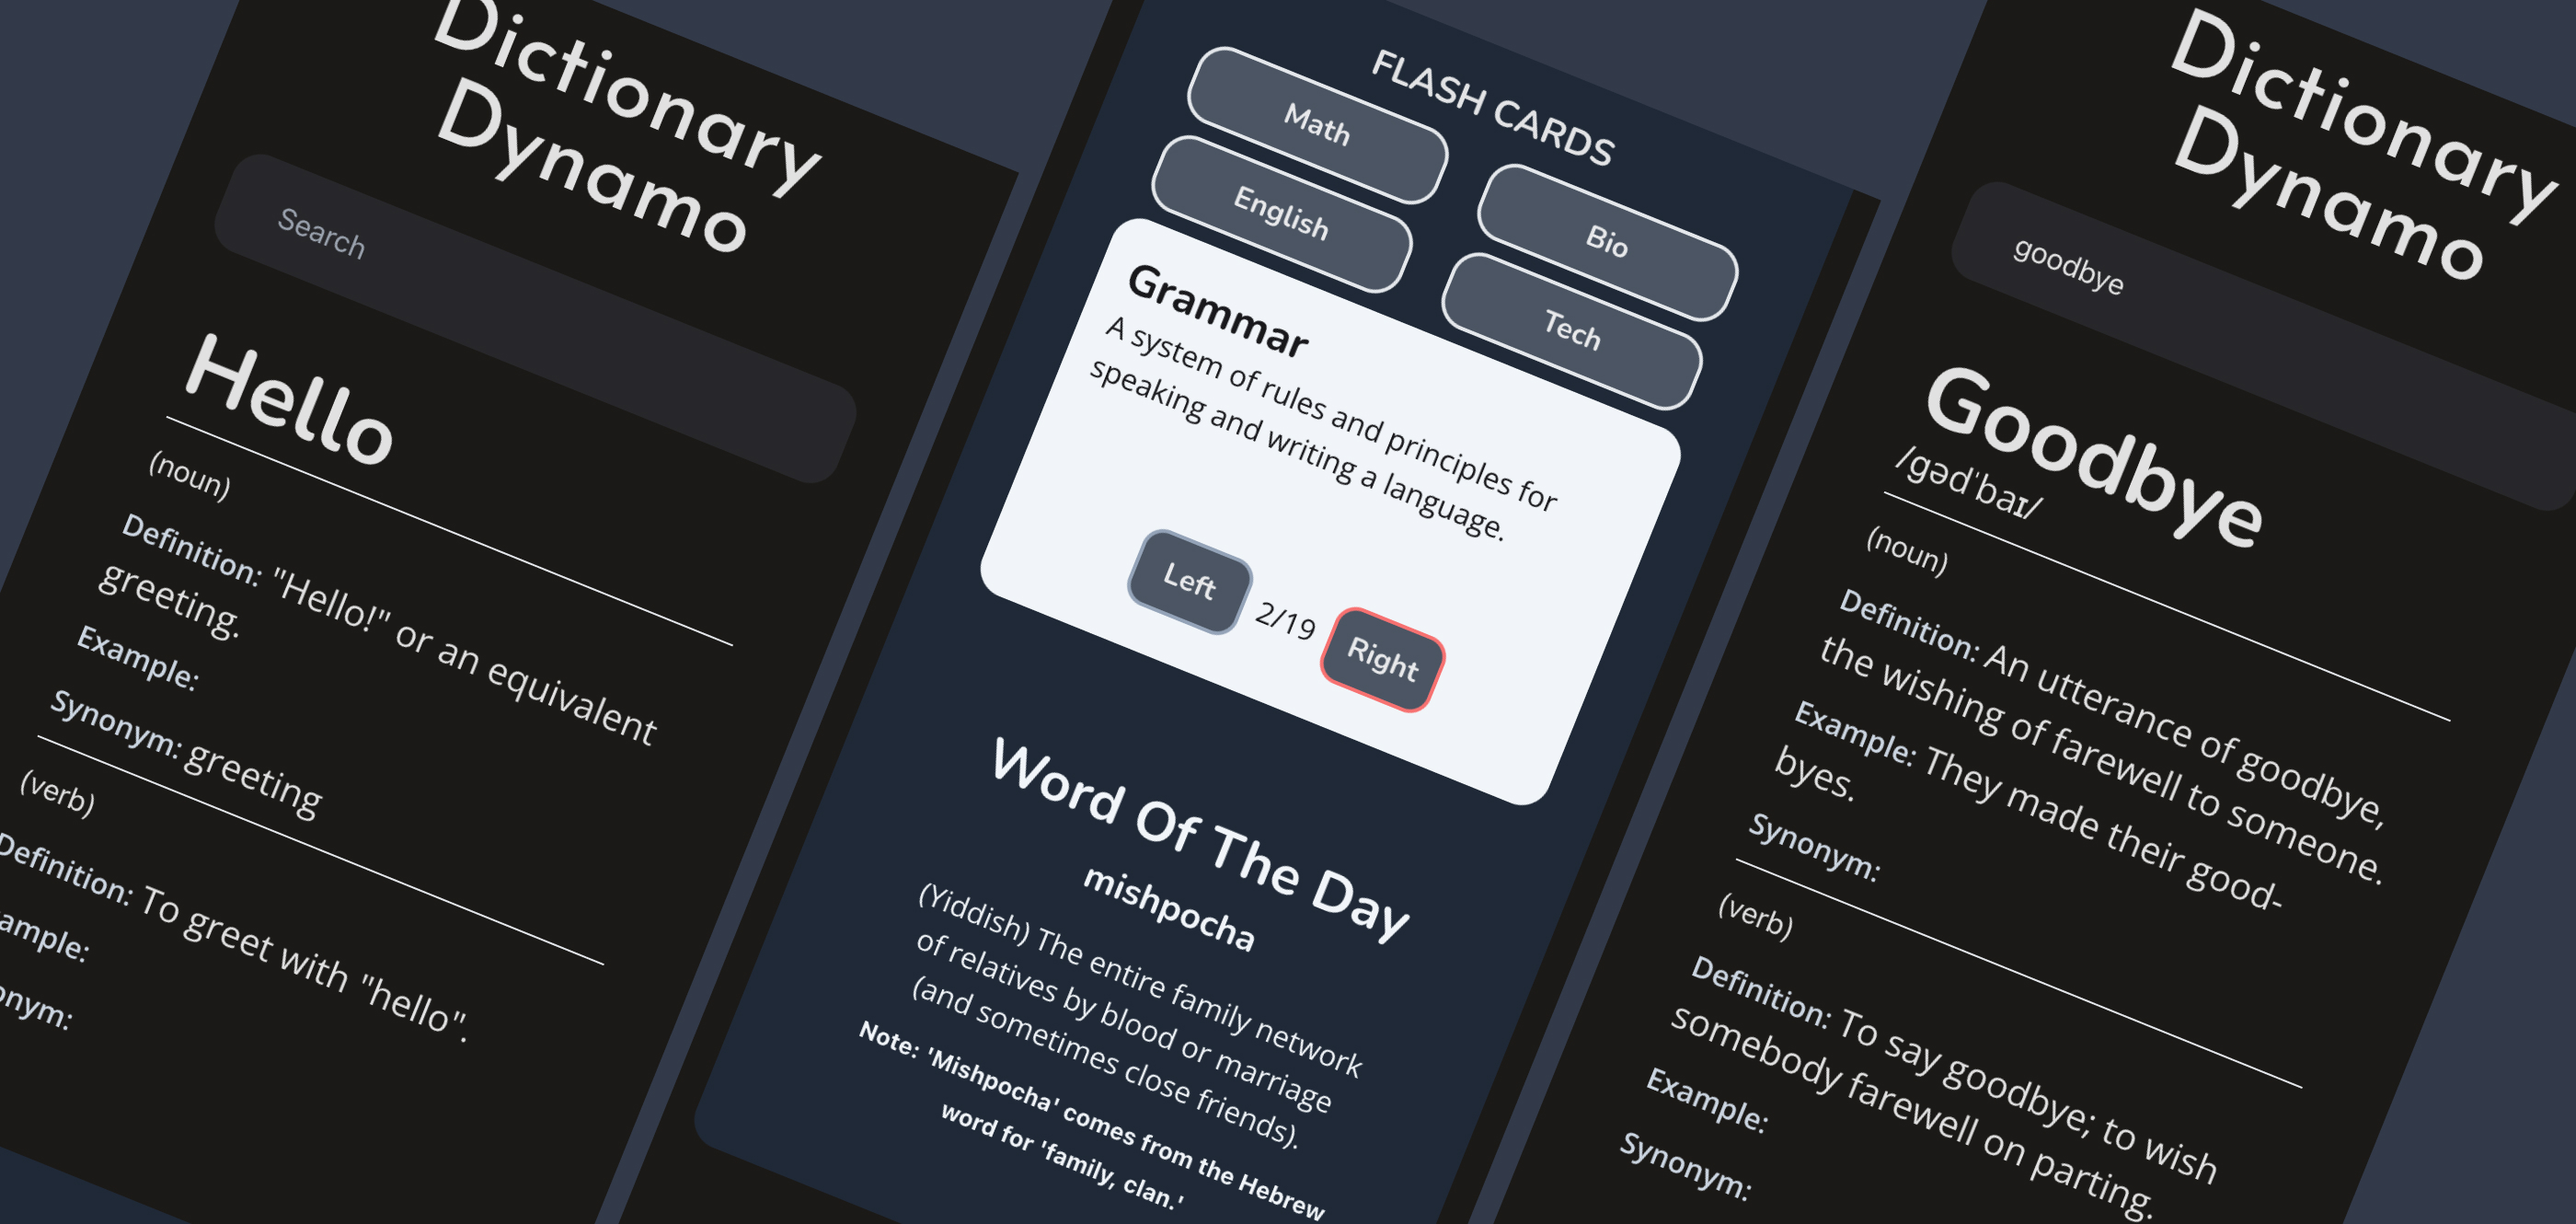 Dictionary
Dynamo
Search
Hello
(noun)
Definition: "Hello!" or an equivalent
greeting.
Example:
Synonym: greeting
(verb)
Definition: To greet with "hello".
ample:
onym:
FLASH CARDS
Math
Bio
English
Tech
Grammar
A system of rules and principles for
speaking and writing a language.
Left
2/19
Right
Word Of The Day
mishpocha
(Yiddish) The entire family network
of relatives by blood or marriage
(and sometimes close friends).
Note: 'Mishpocha' comes from the Hebrew
word for 'family, clan.'
Dictionary
Dynamo
goodbye
Goodbye
/ɡədˈbaɪ/
(noun)
Definition: An utterance of goodbye,
the wishing of farewell to someone.
Example: They made their good-
byes.
Synonym:
(verb)
Definition: To say goodbye; to wish
somebody farewell on parting.
Example:
Synonym: